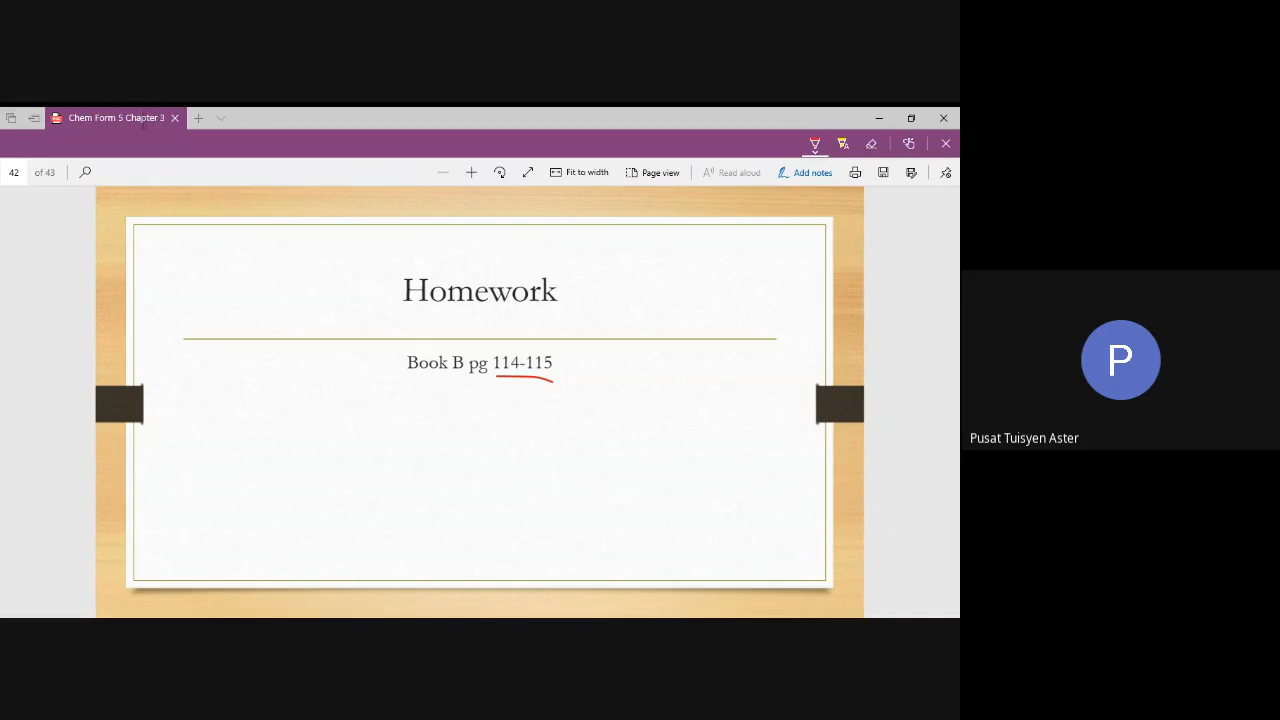 Chem Form 5 Chapter 3
42 of 43
Fit to width
Page view
Read aloud
Add notes
Homework
Book B pg 114-115
P
Pusat Tuisyen Aster